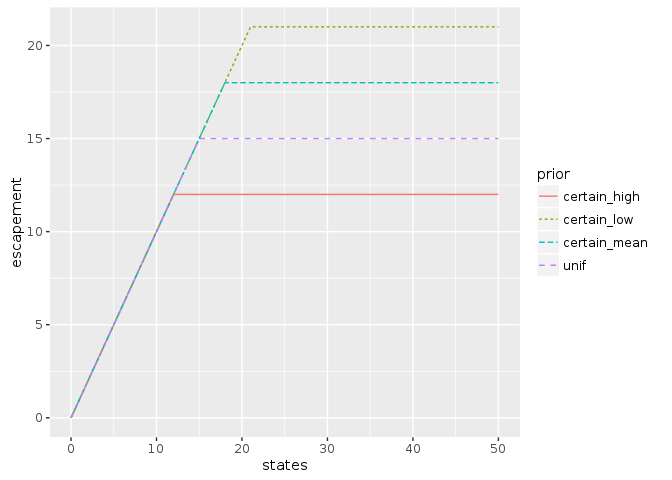 20
15
10
5
0
escapement
0 10 20 30 40 50
states
prior
certain_high
certain_low
certain_mean
unif